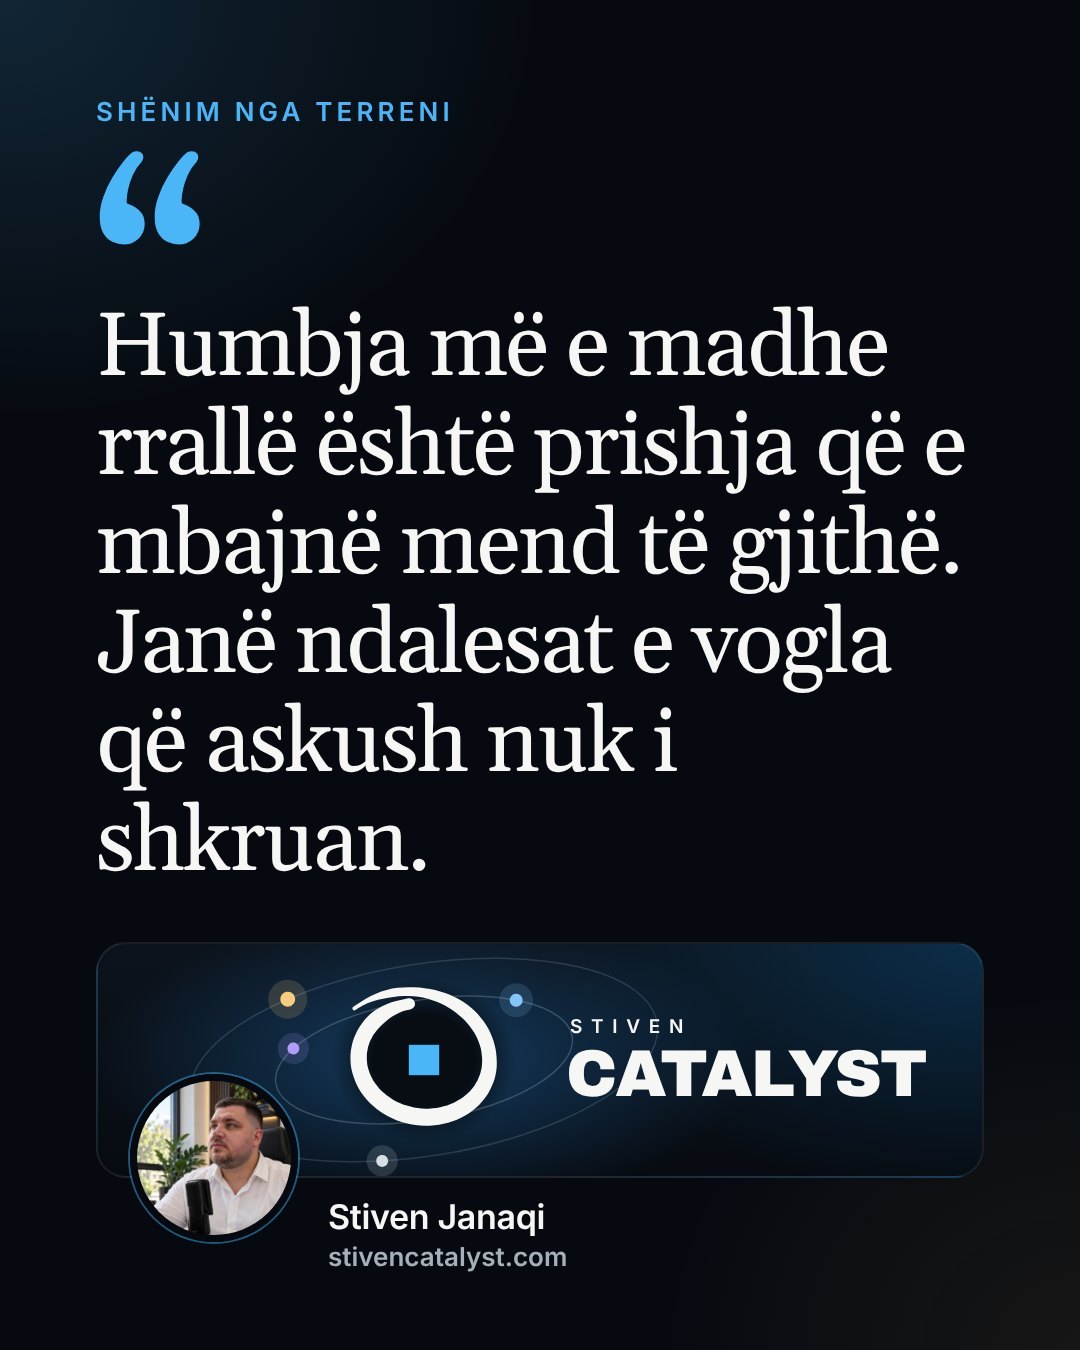 SHËNIM NGA TERRENI
“
Humbja më e madhe
rrallë është prishja që e
mbajnë mend të gjithë.
Janë ndalesat e vogla
që askush nuk i
shkruan.
STIVEN
CATALYST
Stiven Janaqi
stivencatalyst.com